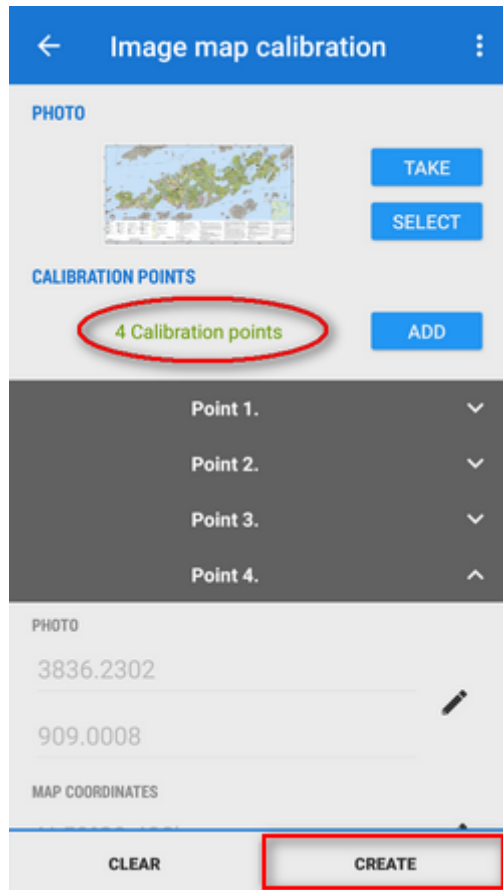 Image map calibration
PHOTO
TAKE
SELECT
CALIBRATION POINTS
4 Calibration points
ADD
Point 1.
Point 2.
Point 3.
Point 4.
PHOTO
3836.2302
909.0008
MAP COORDINATES
CLEAR
CREATE